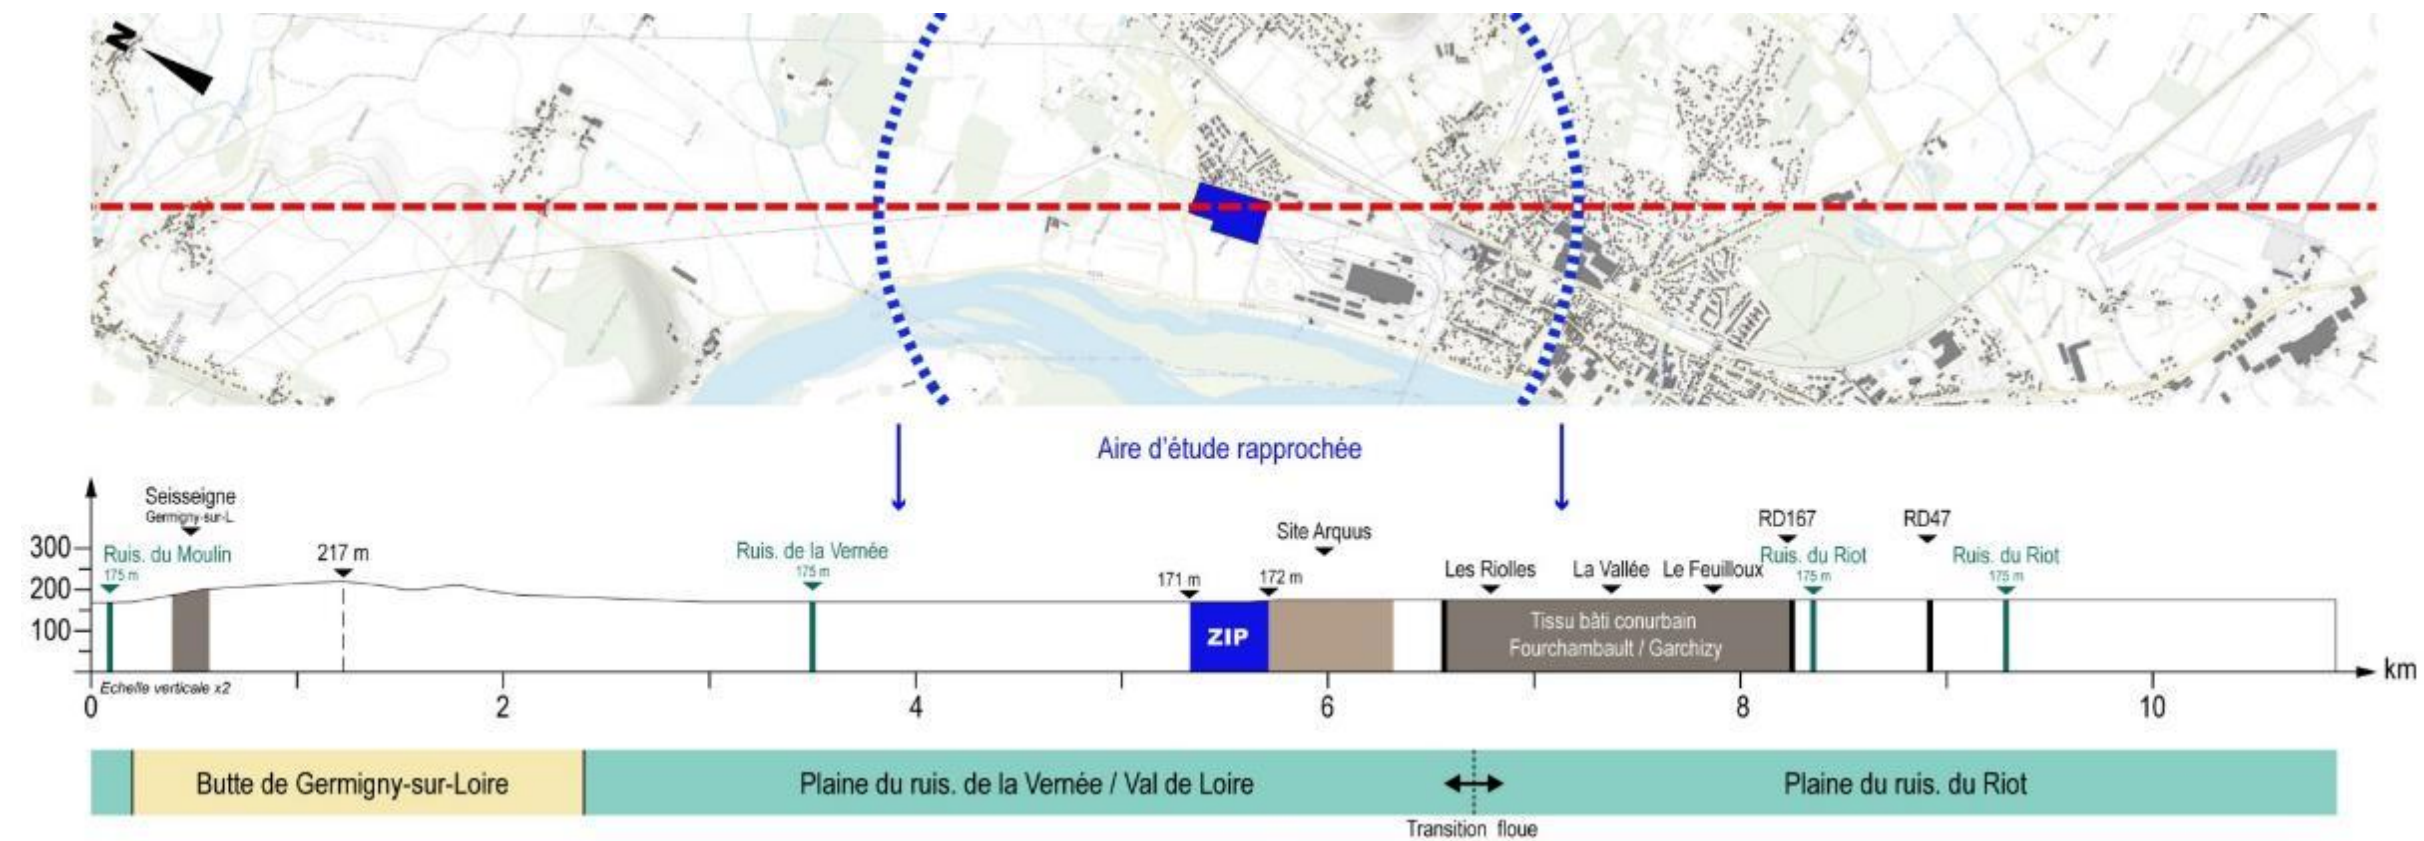 N
Aire d'étude rapprochée
Seisseigne
Germigny-sur-L.
Ruis. du Moulin
175 m
217 m
Ruis. de la Vernée
175 m
171 m
172 m
Site Arquus
Les Riolles
La Vallée
Le Feuilloux
RD167
Ruis. du Riot
175 m
RD47
Ruis. du Riot
175 m
300
200
100
ZIP
Tissu bâti conurbain
Fourchambault / Garchizy
Echelle verticale x2
0
2
4
6
8
10
km
Butte de Germigny-sur-Loire
Plaine du ruis. de la Vernée / Val de Loire
Plaine du ruis. du Riot
Transition floue